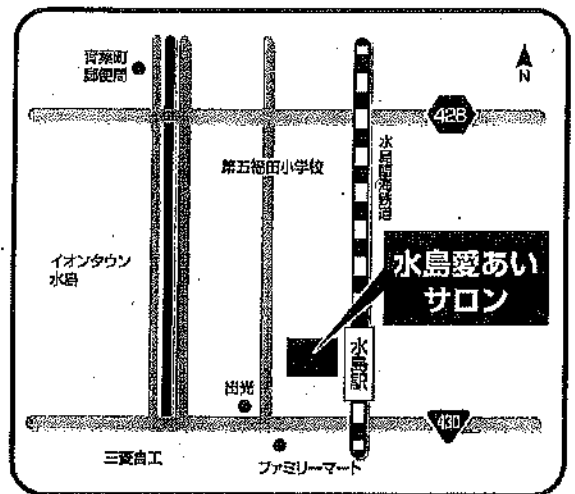 青葉町
郵便局
N
428
第五福田小学校
水島臨海鉄道
イオンタウン
水島
水島愛あい
サロン
水島駅
出光
430
三菱自工
ファミリーマート